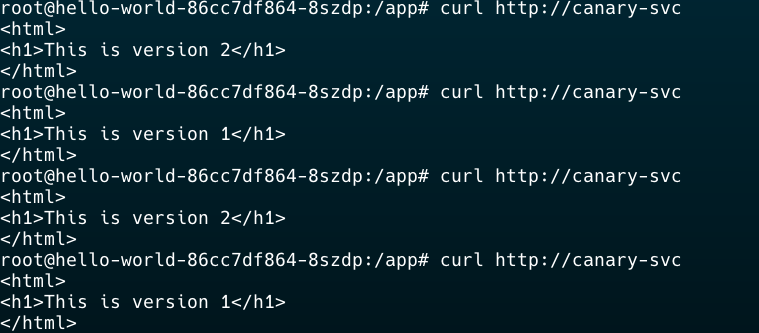 root@hello-world-86cc7df864-8szdp:/app# curl http://canary-svc
<html>
<h1>This is version 2</h1>
</html>
root@hello-world-86cc7df864-8szdp:/app# curl http://canary-svc
<html>
<h1>This is version 1</h1>
</html>
root@hello-world-86cc7df864-8szdp:/app# curl http://canary-svc
<html>
<h1>This is version 2</h1>
</html>
root@hello-world-86cc7df864-8szdp:/app# curl http://canary-svc
<html>
<h1>This is version 1</h1>
</html>